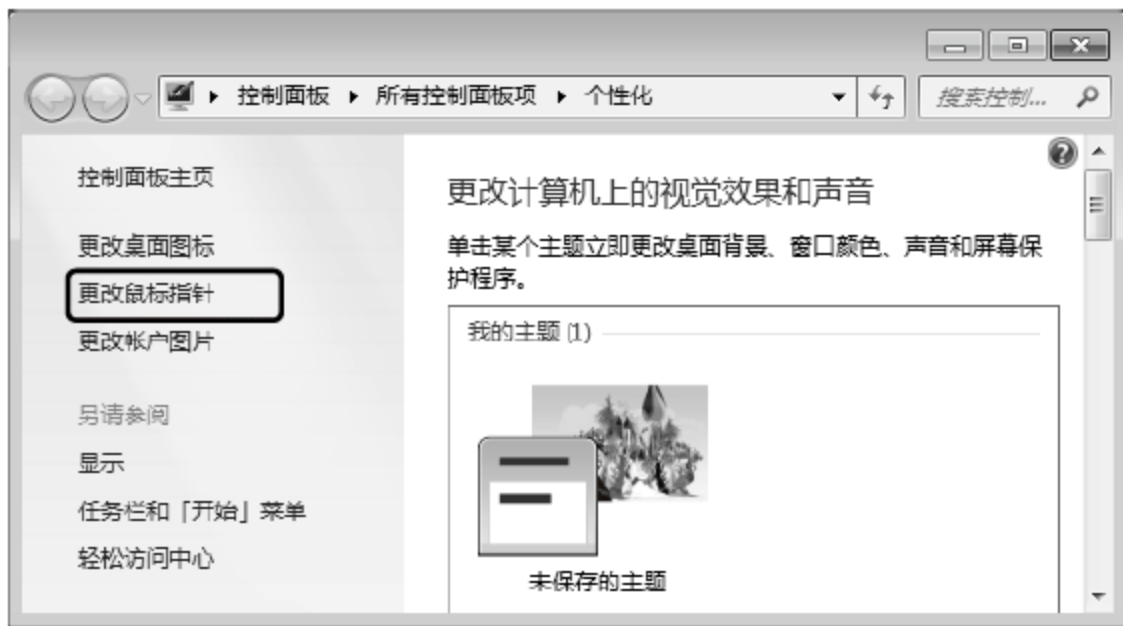 控制面板 ▸ 所有控制面板项 ▸ 个性化
搜索控制...
控制面板主页
更改桌面图标
更改鼠标指针
更改帐户图片
另请参阅
显示
任务栏和「开始」菜单
轻松访问中心
更改计算机上的视觉效果和声音
单击某个主题立即更改桌面背景、窗口颜色、声音和屏幕保
护程序。
我的主题 (1)
未保存的主题